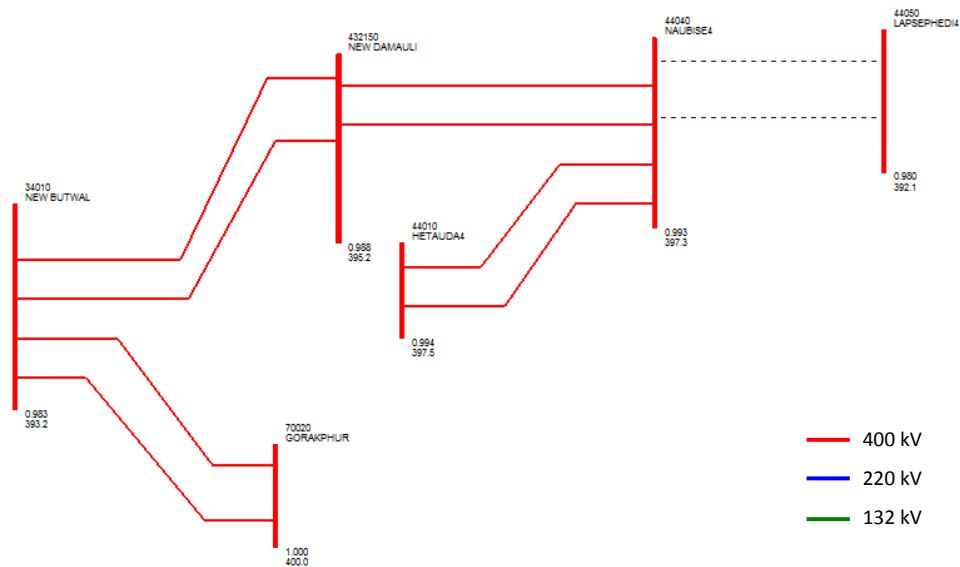 44050
LAPSEPHEDI4
44040
NAUBISE4
432150
NEW DAMAULI
0.980
392.1
34010
NEW BUTWAL
44010
HETAUDA4
0.993
397.3
0.988
395.2
0.994
397.5
0.983
393.2
70020
GORAKPHUR
400 kV
220 kV
132 kV
1.000
400.0